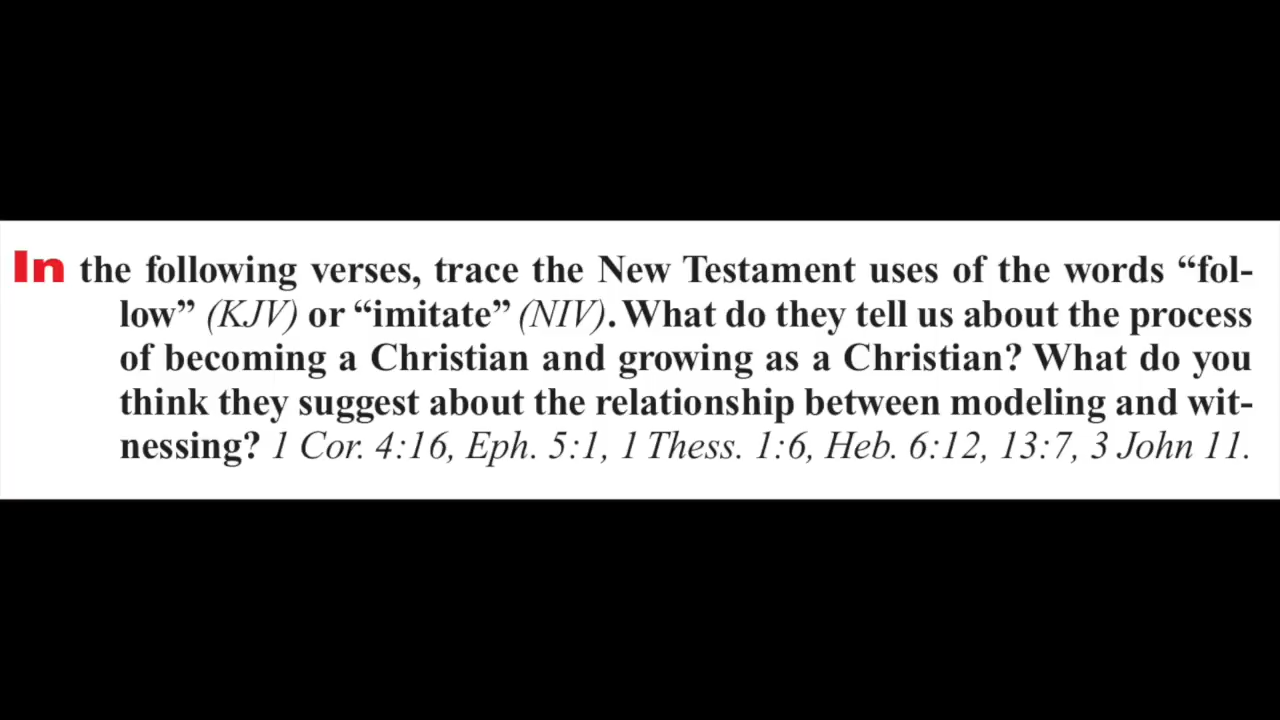 In the following verses, trace the New Testament uses of the words “fol-
low” (KJV) or “imitate” (NIV). What do they tell us about the process
of becoming a Christian and growing as a Christian? What do you
think they suggest about the relationship between modeling and wit-
nessing? 1 Cor. 4:16, Eph. 5:1, 1 Thess. 1:6, Heb. 6:12, 13:7, 3 John 11.